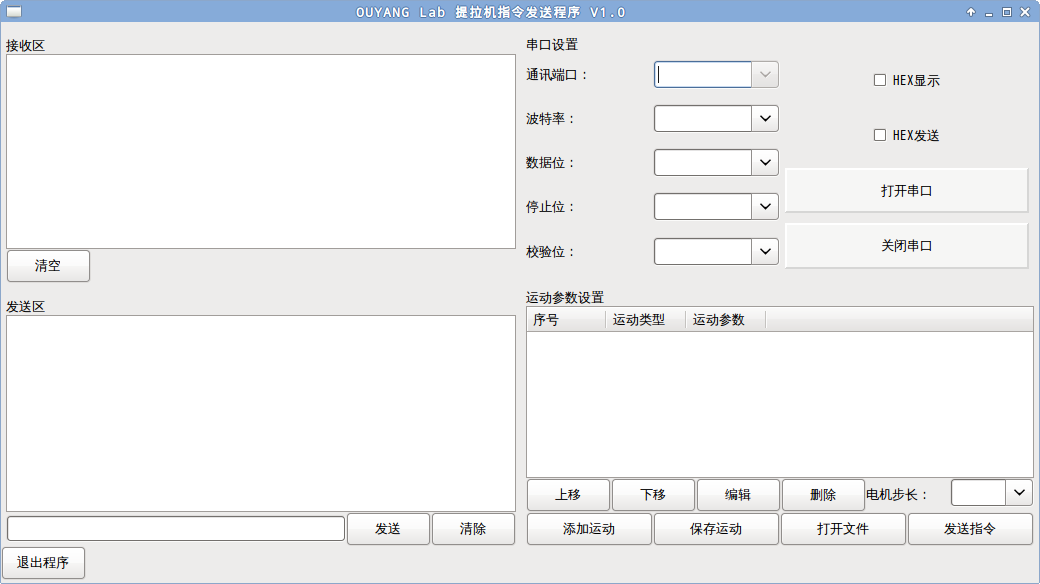 OUYANG Lab 提拉机指令发送程序 V1.0
接收区
清空
发送区
发送
清除
退出程序
串口设置
通讯端口：
波特率：
数据位：
停止位：
校验位：
HEX显示
HEX发送
打开串口
关闭串口
运动参数设置
序号 运动类型 运动参数
上移 下移 编辑 删除 电机步长：
添加运动 保存运动 打开文件 发送指令